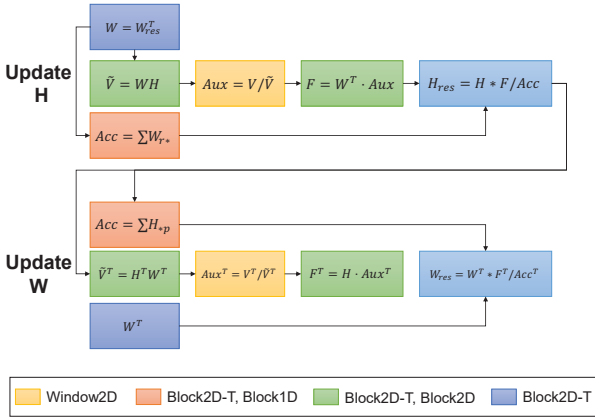 W = W_res^T
Update
H
Ṽ = WH
Aux = V/Ṽ
F = W^T · Aux
H_res = H * F/Acc
Acc = ∑W_r*
Acc = ∑H_*p
Update
W
Ṽ^T = H^T W^T
Aux^T = V^T/Ṽ^T
F^T = H · Aux^T
W_res = W^T * F^T/Acc^T
W^T
Window2D
Block2D-T, Block1D
Block2D-T, Block2D
Block2D-T